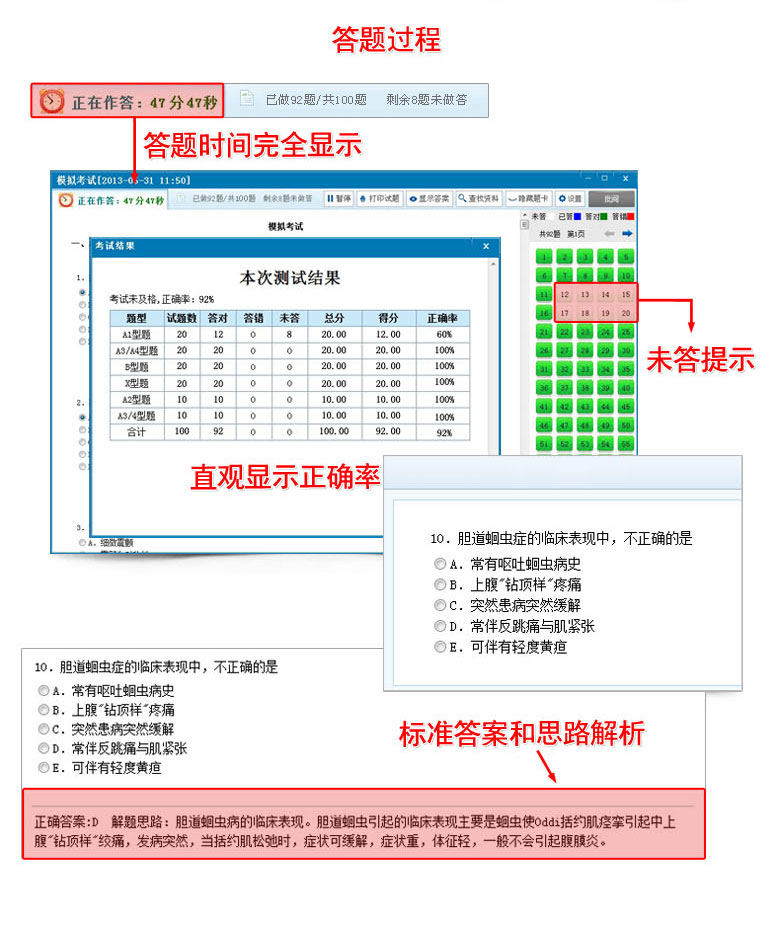 答题过程
正在作答：47分47秒 已做92题/共100题 剩余8题未做答
答题时间完全显示
模拟考试[2013-0 -31 11:50]
正在作答：47分47秒 已做92题/共100题 剩余8题未做答 暂停 打印试题 显示答案 查找资料 隐藏题卡 设置
模拟考试
未答 已答 答对 答错
共92题 第1页
一、
考试结果
本次测试结果
考试未及格,正确率：92%
题型 试题数 答对 答错 未答 总分 得分 正确率
A1型题 20 12 0 8 20.00 12.00 60%
A3/A4型题 20 20 0 0 20.00 20.00 100%
B型题 20 20 0 0 20.00 20.00 100%
X型题 20 20 0 0 20.00 20.00 100%
A2型题 10 10 0 0 10.00 10.00 100%
A3/4型题 10 10 0 0 10.00 10.00 100%
合计 100 92 0 0 100.00 92.00 92%
1.
2.
3.
A. 细微震颤
1 2 3 4 5
6 7 8 9 10
11 12 13 14 15
16 17 18 19 20
21 22 23 24 25
26 27 28 29 30
31 32 33 34 35
36 37 38 39 40
41 42 43 44 45
46 47 48 49 50
51 52 53 54 55
未答提示
直观显示正确率
10. 胆道蛔虫症的临床表现中，不正确的是
A. 常有呕吐蛔虫病史
B. 上腹"钻顶样"疼痛
C. 突然患病突然缓解
D. 常伴反跳痛与肌紧张
E. 可伴有轻度黄疸
10. 胆道蛔虫症的临床表现中，不正确的是
A. 常有呕吐蛔虫病史
B. 上腹"钻顶样"疼痛
C. 突然患病突然缓解
D. 常伴反跳痛与肌紧张
E. 可伴有轻度黄疸
标准答案和思路解析
正确答案:D 解题思路：胆道蛔虫病的临床表现。胆道蛔虫引起的临床表现主要是蛔虫使Oddi括约肌痉挛引起中上
腹"钻顶样"绞痛，发病突然，当括约肌松弛时，症状可缓解，症状重，体征轻，一般不会引起腹膜炎。